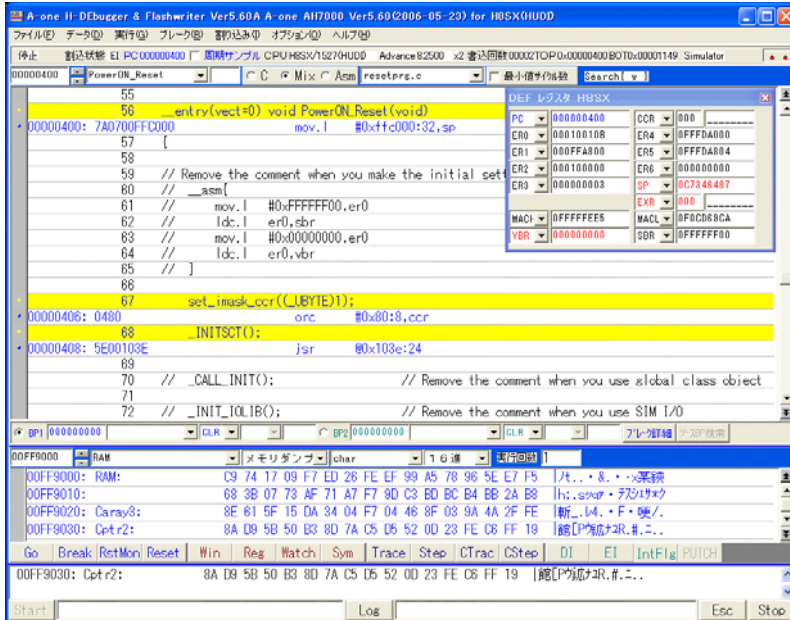 A-one H-DEbugger & Flashwriter Ver5.60A A-one AH7000 Ver5.60(2006-05-23) for H8SX(HUDI)
ファイル(E) データ(D) 実行(G) ブレーク(B) 割り込み(I) オプション(O) ヘルプ(H)
停止 割込状態 EI PC 00000400 周期サンプル CPU H8SX/1527(HUDI) Advance 82500 x2 書込回数 00002 TOP 0x00000400 BOT 0x00001149 Simulator
00000400 PowerON_Reset C Mix Asm resetprg.c 最小値サイクル数 Search[ v ]
55
56 __entry(vect=0) void PowerON_Reset(void)
00000400: 7A0700FFC000 mov.l #0xffc000:32,sp
57 {
58
59 // Remove the comment when you make the initial sett
60 // __asm{
61 // mov.l #0xFFFFFF00,er0
62 // ldc.l er0,sbr
63 // mov.l #0x00000000,er0
64 // ldc.l er0,vbr
65 // }
66
67 set_imask_ccr((_UBYTE)1);
00000406: 0480 orc #0x80:8,ccr
68 _INITSCT();
00000408: 5E00103E jsr @0x103e:24
69
70 // _CALL_INIT(); // Remove the comment when you use global class object
71
72 // _INIT_IOLIB(); // Remove the comment when you use SIM I/O
DEF レジスタ H8SX
PC 000000400 CCR 000
ER0 00010010B ER4 0FFFDA000
ER1 000FFA800 ER5 0FFFDA804
ER2 000100000 ER6 000000000
ER3 000000003 SP 0C7346487
EXR 000
MACH 0FFFFFEE5 MACL 0F0CD68CA
VBR 000000000 SBR 0FFFFFF00
BP1 000000000 CLR BP2 000000000 CLR ブレーク詳細 ソースBP検索
00FF9000 RAM メモリダンプ char 16進 実行回数 1
00FF9000: RAM: C9 74 17 09 F7 ED 26 FE EF 99 A5 78 96 5E E7 F5
00FF9010: 68 3B 07 73 AF 71 A7 F7 9D C3 BD BC B4 BB 2A B8
00FF9020: Caray8: 8E 61 5F 15 DA 34 04 F7 04 46 8F 03 9A 4A 2F FE
00FF9030: Cptr2: 8A D9 5B 50 B3 8D 7A C5 D5 52 0D 23 FE C6 FF 19
Go Break RstMon Reset Win Reg Watch Sym Trace Step CTrac CStep DI EI IntFlg PUTCH
00FF9030: Cptr2: 8A D9 5B 50 B3 8D 7A C5 D5 52 0D 23 FE C6 FF 19
Start Log Esc Stop